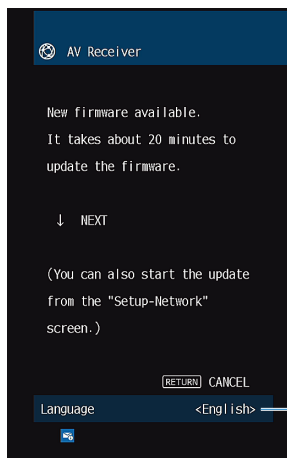 AV Receiver
New firmware available.
It takes about 20 minutes to
update the firmware.
↓ NEXT
(You can also start the update
from the "Setup-Network"
screen.)
RETURN CANCEL
Language <English>